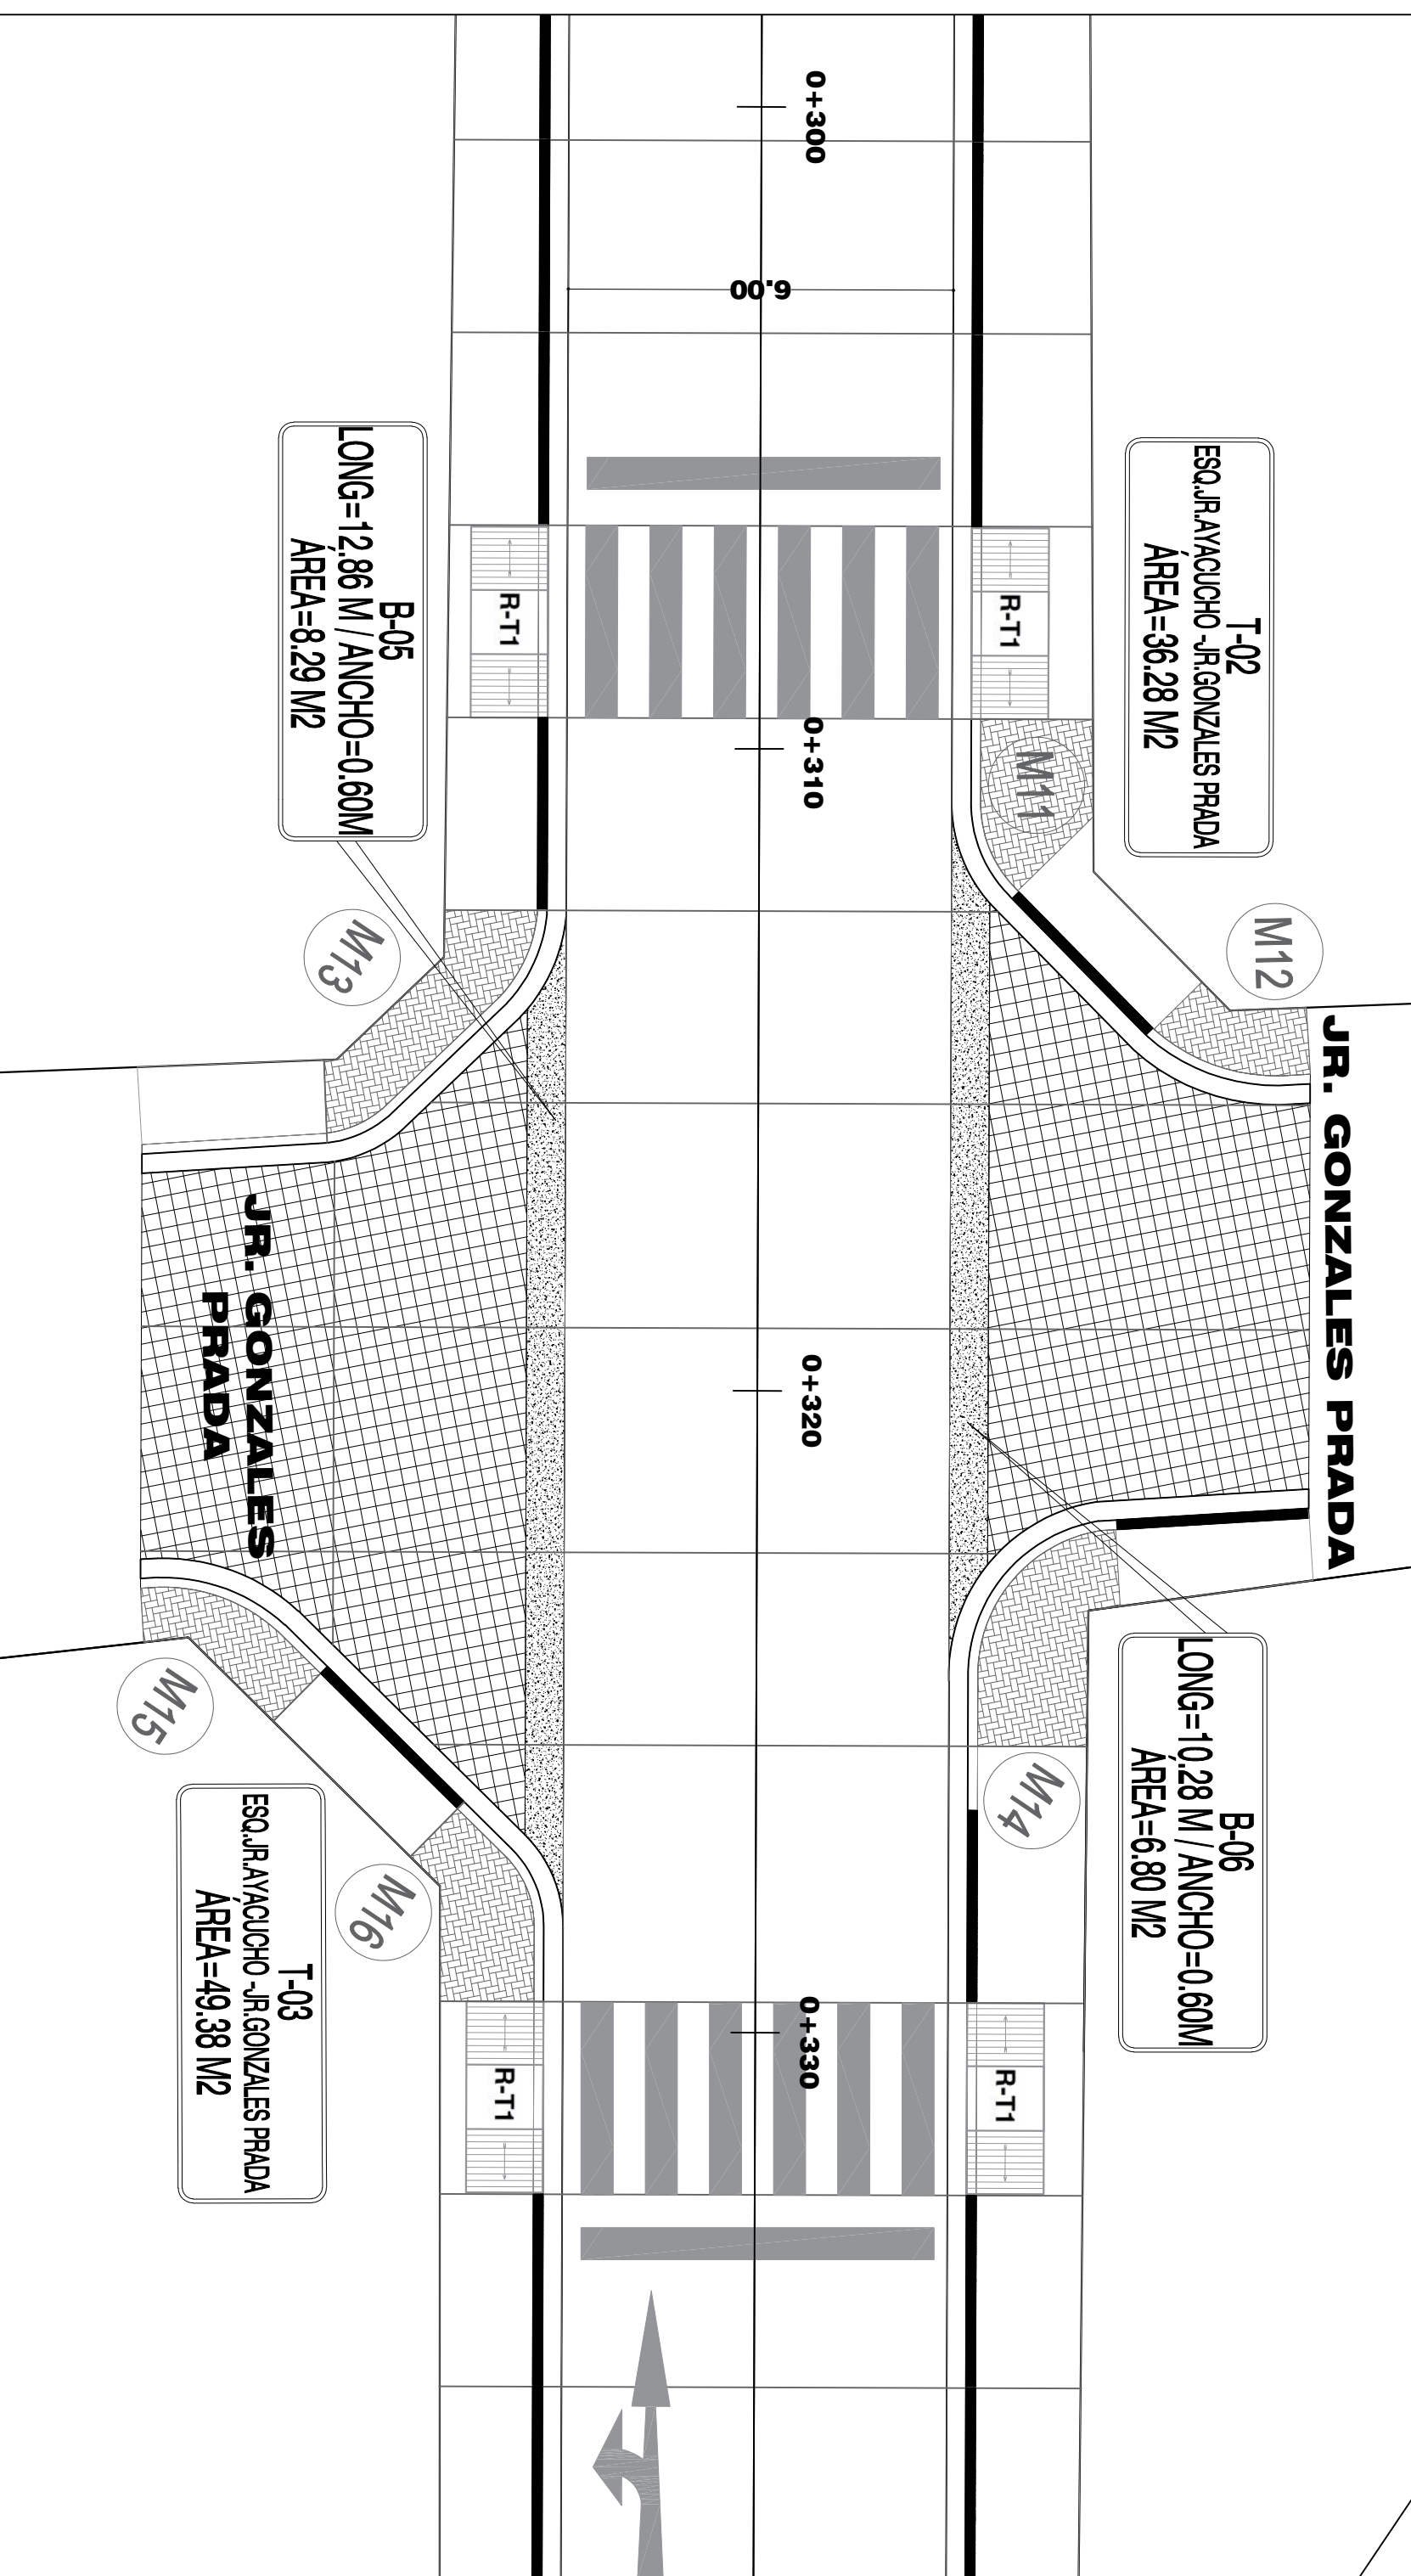 0+300
6.00
T-02
ESQ.JR.AYACUCHO -JR.GONZALES PRADA
ÁREA=36.28 M2
B-05
LONG=12.86 M / ANCHO=0.60M
ÁREA=8.29 M2
R-T1
R-T1
0+310
M11
M12
M13
JR. GONZALES PRADA
JR. GONZALES
PRADA
0+320
B-06
LONG=10.28 M / ANCHO=0.60M
ÁREA=6.80 M2
M14
M15
M16
T-03
ESQ.JR.AYACUCHO -JR.GONZALES PRADA
ÁREA=49.38 M2
0+330
R-T1
R-T1